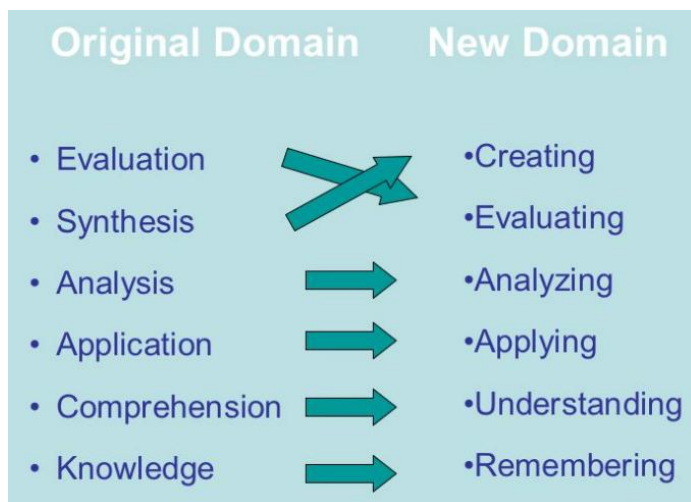 Original Domain New Domain
• Evaluation •Creating
• Synthesis •Evaluating
• Analysis •Analyzing
• Application •Applying
• Comprehension •Understanding
• Knowledge •Remembering